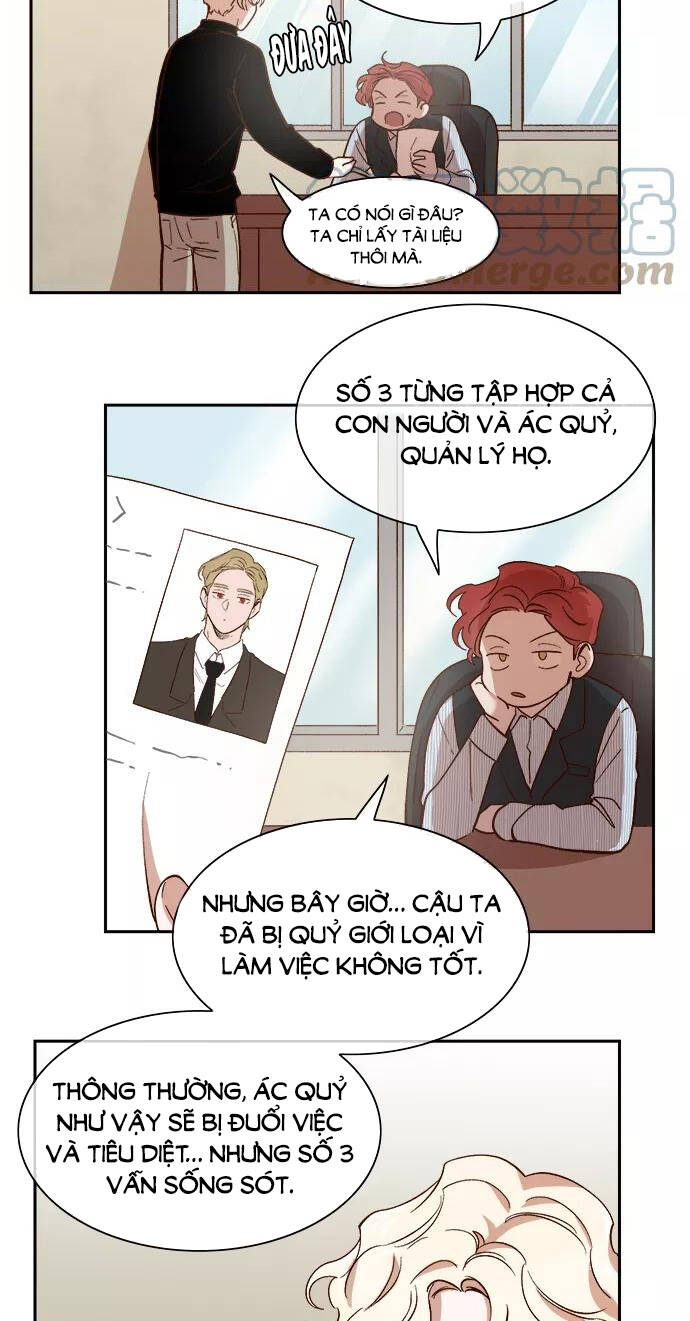 ĐƯA ĐÂY
TA CÓ NÓI GÌ ĐÂU?
TA CHỈ LẤY TÀI LIỆU
THÔI MÀ.
SỐ 3 TỪNG TẬP HỢP CẢ
CON NGƯỜI VÀ ÁC QUỶ,
QUẢN LÝ HỌ.
NHƯNG BÂY GIỜ... CẬU TA
ĐÃ BỊ QUỶ GIỚI LOẠI VÌ
LÀM VIỆC KHÔNG TỐT.
THÔNG THƯỜNG, ÁC QUỶ
NHƯ VẬY SẼ BỊ ĐUỔI VIỆC
VÀ TIÊU DIỆT... NHƯNG SỐ 3
VẪN SỐNG SÓT.